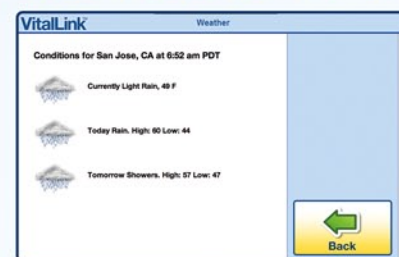 VitalLink
Weather
Conditions for San Jose, CA at 6:52 am PDT
Currently Light Rain, 49 F
Today Rain. High: 60 Low: 44
Tomorrow Showers. High: 57 Low: 47
Back